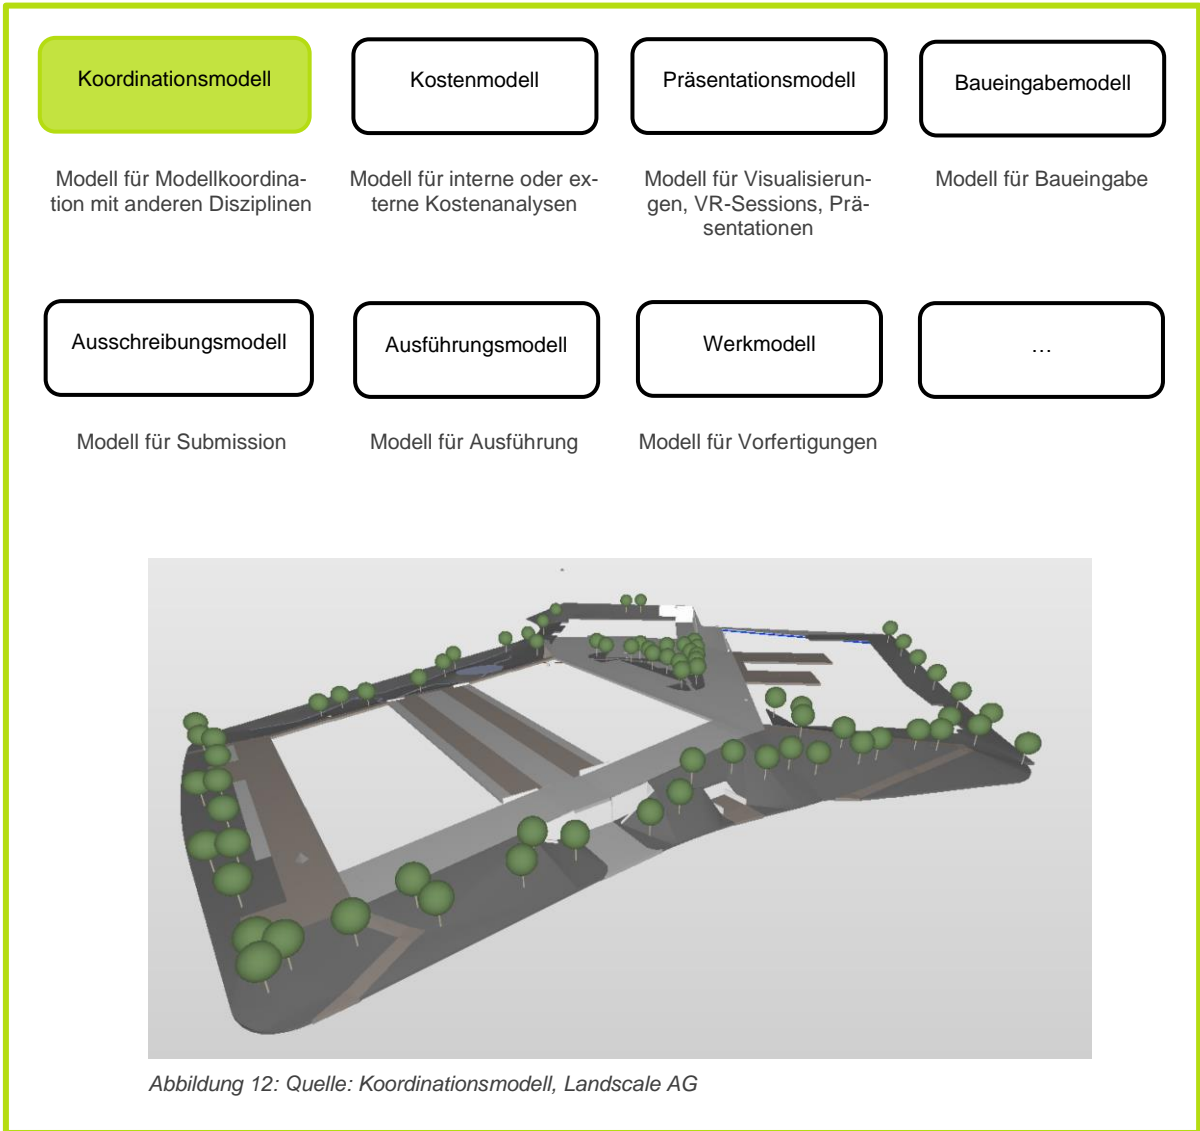 Koordinationsmodell
Kostenmodell
Präsentationsmodell
Baueingabemodell
Modell für Modellkoordina-
tion mit anderen Disziplinen
Modell für interne oder ex-
terne Kostenanalysen
Modell für Visualisierun-
gen, VR-Sessions, Prä-
sentationen
Modell für Baueingabe
Ausschreibungsmodell
Ausführungsmodell
Werkmodell
…
Modell für Submission
Modell für Ausführung
Modell für Vorfertigungen
Abbildung 12: Quelle: Koordinationsmodell, Landscale AG